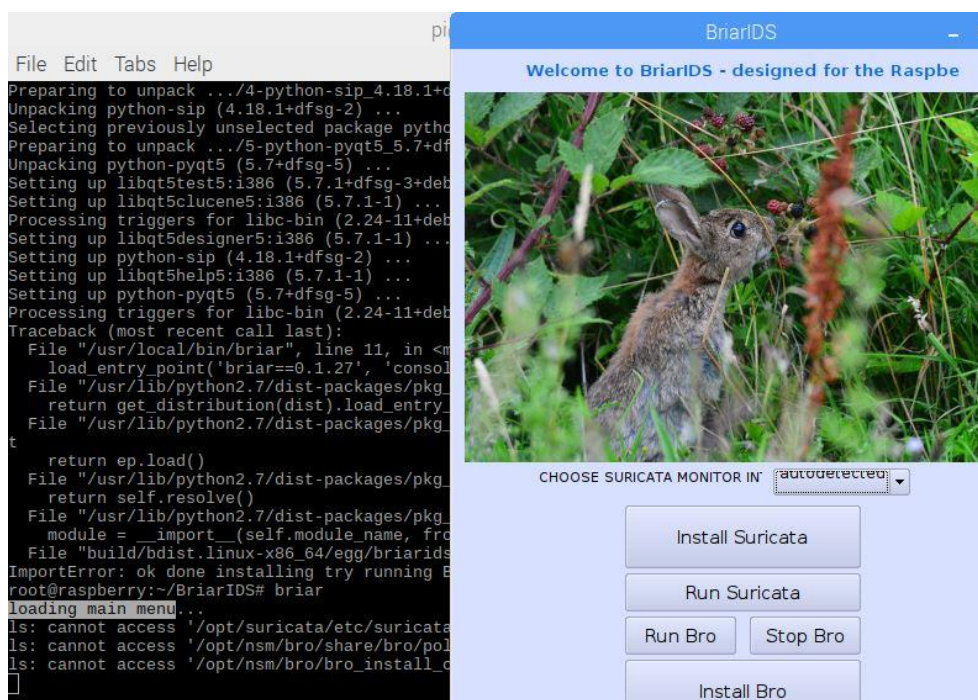 File Edit Tabs Help
Preparing to unpack .../4-python-sip_4.18.1+d
Unpacking python-sip (4.18.1+dfsg-2) ...
Selecting previously unselected package pytho
Preparing to unpack .../5-python-pyqt5_5.7+df
Unpacking python-pyqt5 (5.7+dfsg-5) ...
Setting up libqt5test5:i386 (5.7.1+dfsg-3+deb
Setting up libqt5clucene5:i386 (5.7.1-1) ...
Processing triggers for libc-bin (2.24-11+deb
Setting up libqt5designer5:i386 (5.7.1-1) ...
Setting up python-sip (4.18.1+dfsg-2) ...
Setting up libqt5help5:i386 (5.7.1-1) ...
Setting up python-pyqt5 (5.7+dfsg-5) ...
Processing triggers for libc-bin (2.24-11+deb
Traceback (most recent call last):
File "/usr/local/bin/briar", line 11, in <m
load_entry_point('briar==0.1.27', 'consol
File "/usr/lib/python2.7/dist-packages/pkg_
return get_distribution(dist).load_entry_
File "/usr/lib/python2.7/dist-packages/pkg_
t
return ep.load()
File "/usr/lib/python2.7/dist-packages/pkg_
return self.resolve()
File "/usr/lib/python2.7/dist-packages/pkg_
module = __import__(self.module_name, fro
File "build/bdist.linux-x86_64/egg/briarids
ImportError: ok done installing try running B
root@raspberry:~/BriarIDS# briar
loading main menu...
ls: cannot access '/opt/suricata/etc/suricata
ls: cannot access '/opt/nsm/bro/share/bro/pol
ls: cannot access '/opt/nsm/bro/bro_install_c
BriarIDS
Welcome to BriarIDS - designed for the Raspbe
CHOOSE SURICATA MONITOR INT autodetected
Install Suricata
Run Suricata
Run Bro Stop Bro
Install Bro